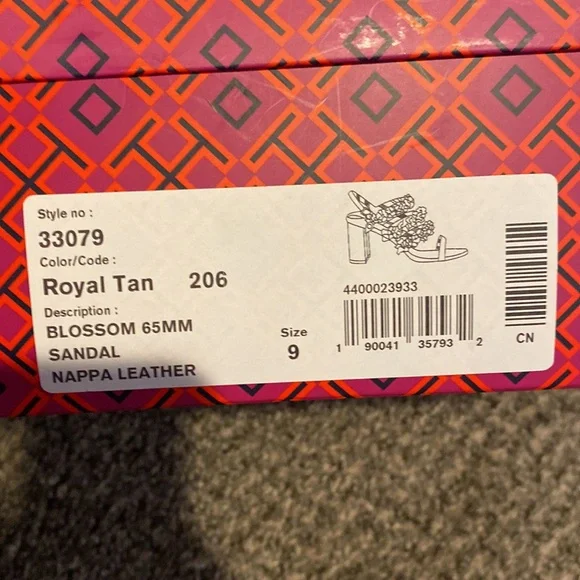 Style no :
33079
Color/Code :
Royal Tan 206
Description :
BLOSSOM 65MM
SANDAL
NAPPA LEATHER
Size
9
4400023933
1 90041 35793 2
CN